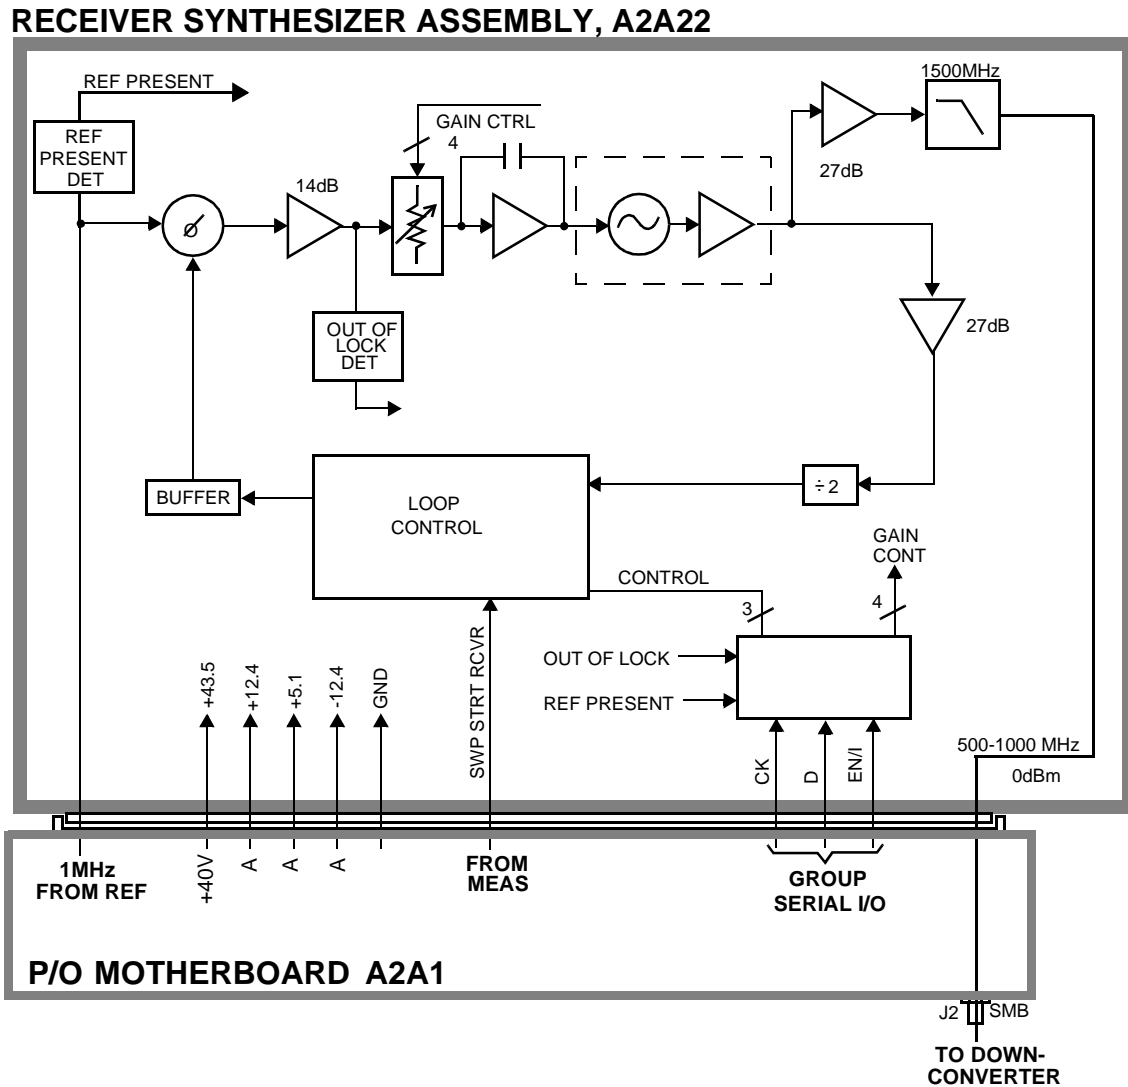 RECEIVER SYNTHESIZER ASSEMBLY, A2A22
REF PRESENT
1500MHz
REF
PRESENT
DET
GAIN CTRL
4
14dB
27dB
27dB
OUT OF
LOCK
DET
BUFFER
LOOP
CONTROL
÷2
GAIN
CONT
CONTROL
3
4
OUT OF LOCK
REF PRESENT
+43.5
+12.4
+5.1
-12.4
GND
SWP STRT RCVR
CK
D
EN/I
500-1000 MHz
0dBm
1MHz
FROM REF
+40V
A
A
A
FROM
MEAS
GROUP
SERIAL I/O
P/O MOTHERBOARD A2A1
J2
SMB
TO DOWN-
CONVERTER